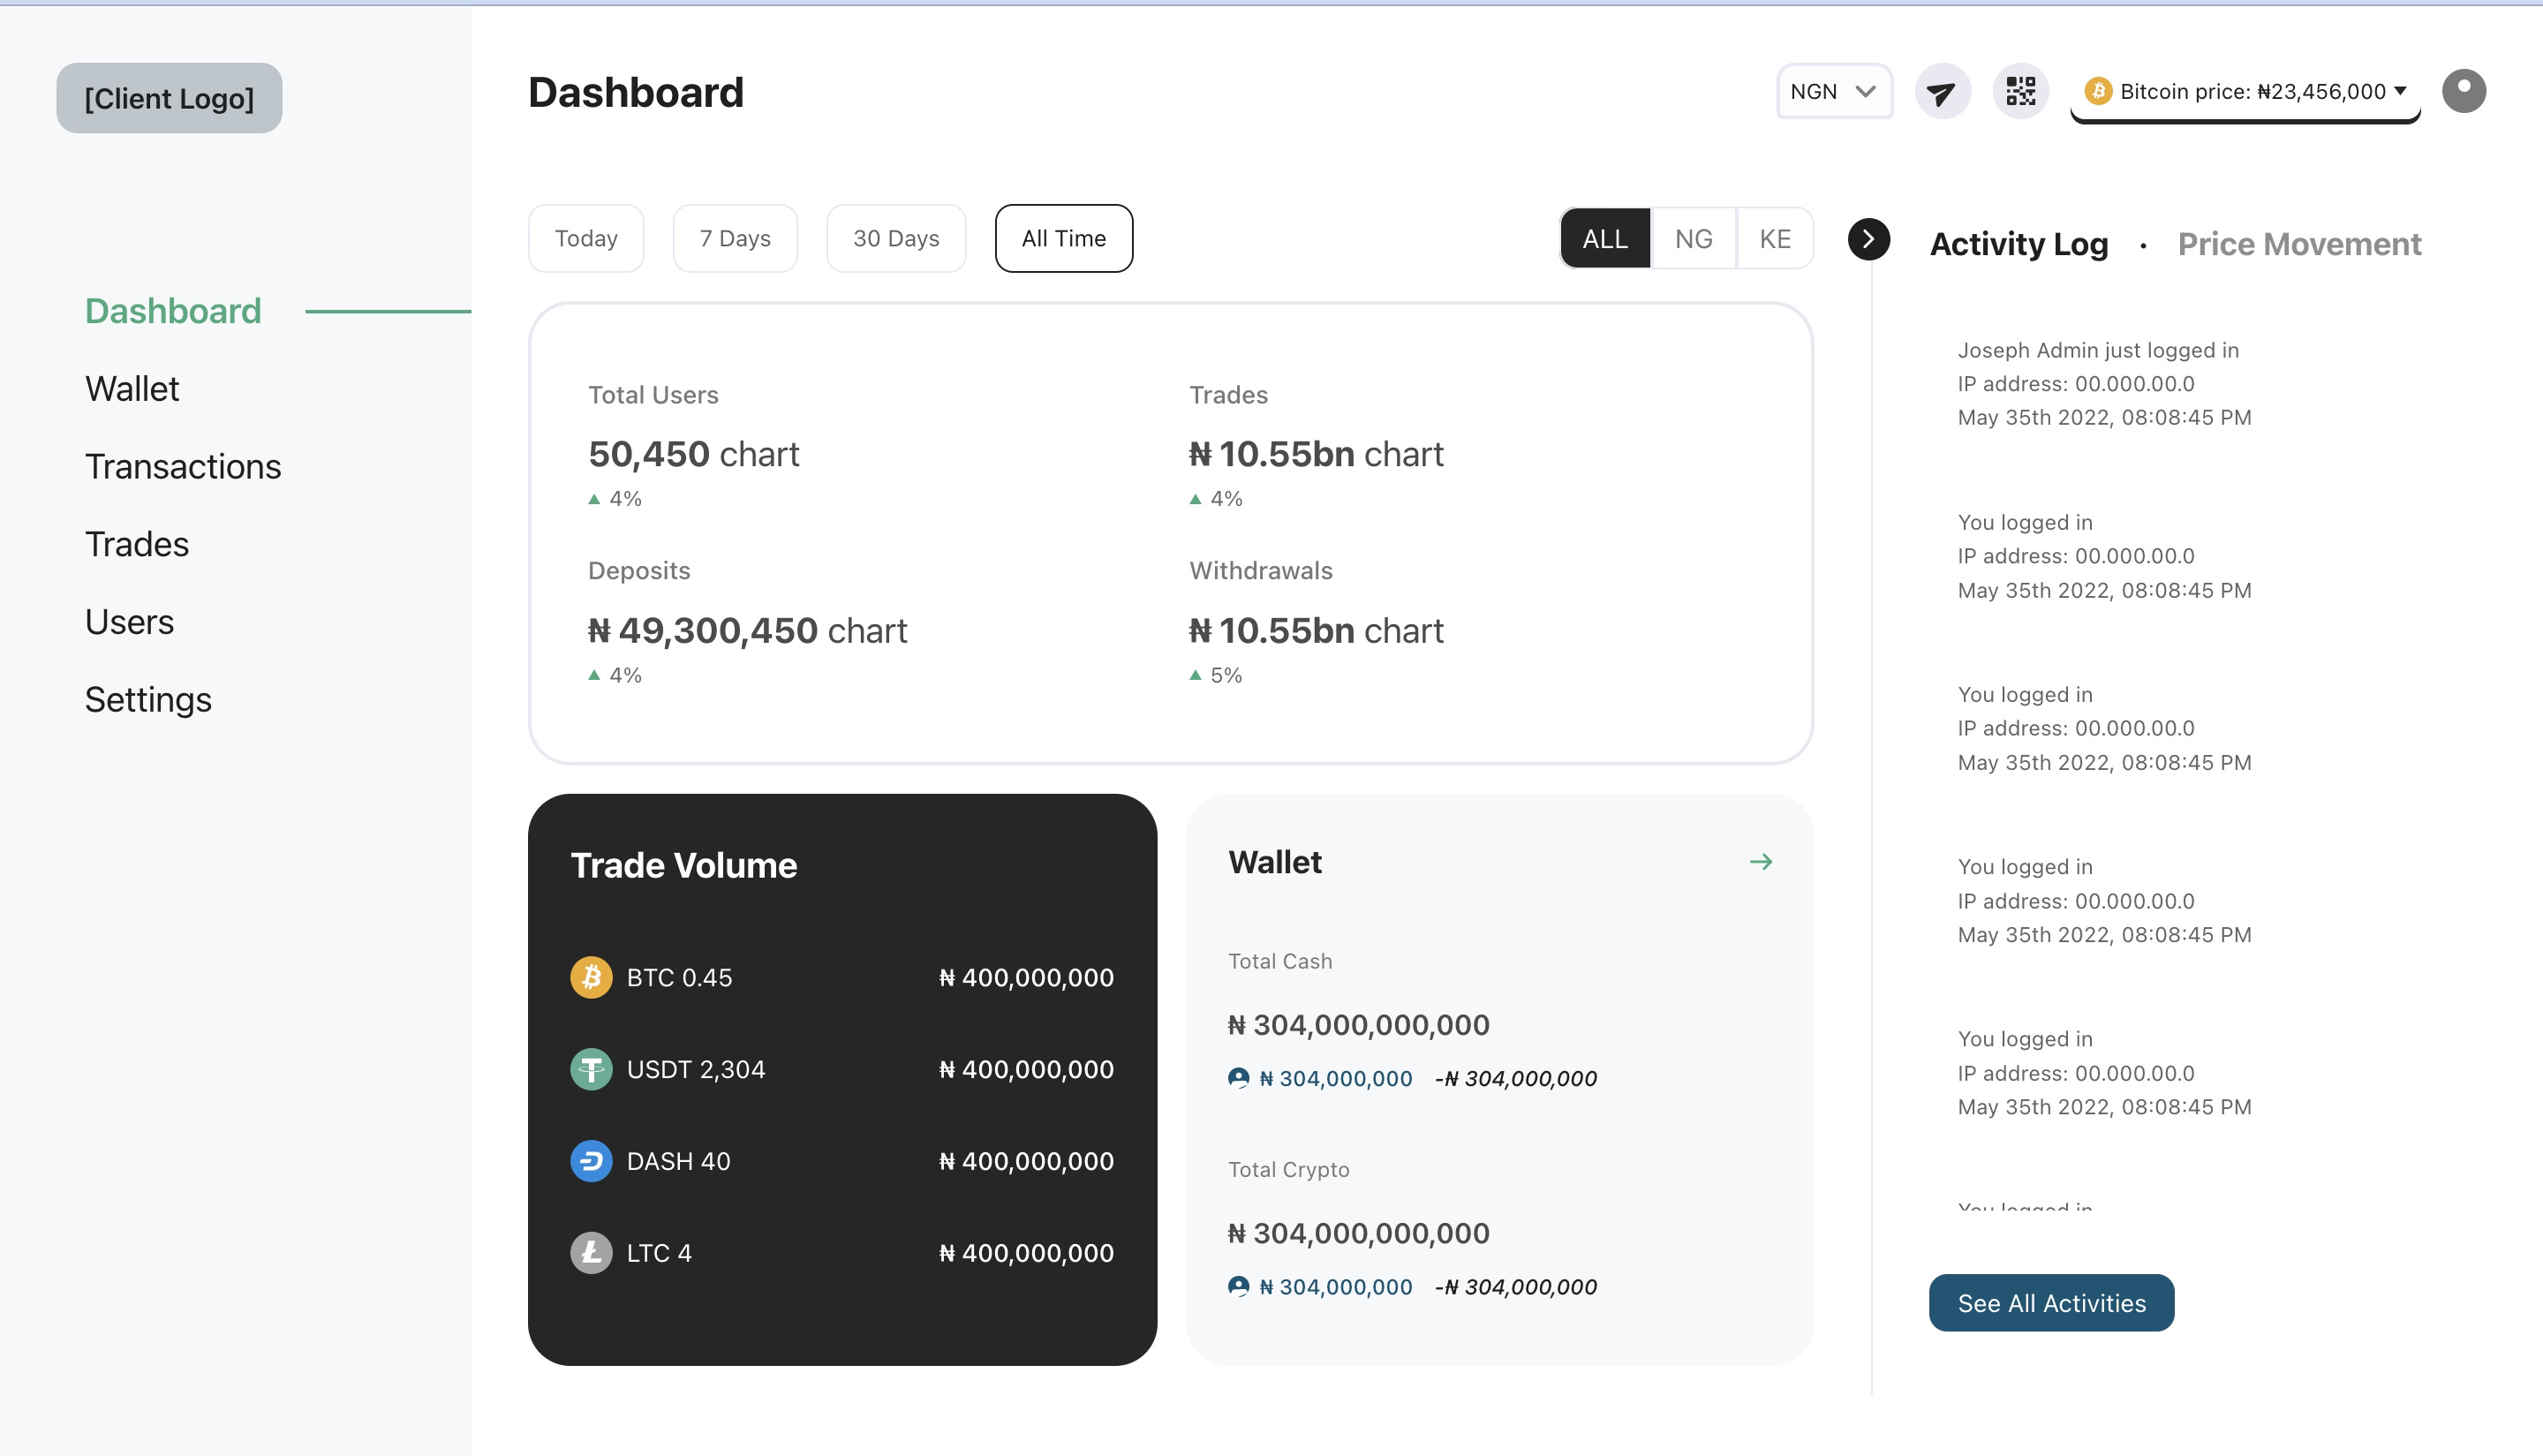 [Client Logo]
Dashboard
Wallet
Transactions
Trades
Users
Settings
Dashboard
NGN
Bitcoin price: ₦23,456,000
Today
7 Days
30 Days
All Time
ALL
NG
KE
Total Users
50,450 chart
4%
Trades
₦ 10.55bn chart
4%
Deposits
₦ 49,300,450 chart
4%
Withdrawals
₦ 10.55bn chart
5%
Trade Volume
BTC 0.45 ₦ 400,000,000
USDT 2,304 ₦ 400,000,000
DASH 40 ₦ 400,000,000
LTC 4 ₦ 400,000,000
Wallet
Total Cash
₦ 304,000,000,000
₦ 304,000,000 -₦ 304,000,000
Total Crypto
₦ 304,000,000,000
₦ 304,000,000 -₦ 304,000,000
Activity Log · Price Movement
Joseph Admin just logged in
IP address: 00.000.00.0
May 35th 2022, 08:08:45 PM
You logged in
IP address: 00.000.00.0
May 35th 2022, 08:08:45 PM
You logged in
IP address: 00.000.00.0
May 35th 2022, 08:08:45 PM
You logged in
IP address: 00.000.00.0
May 35th 2022, 08:08:45 PM
You logged in
IP address: 00.000.00.0
May 35th 2022, 08:08:45 PM
You logged in
See All Activities